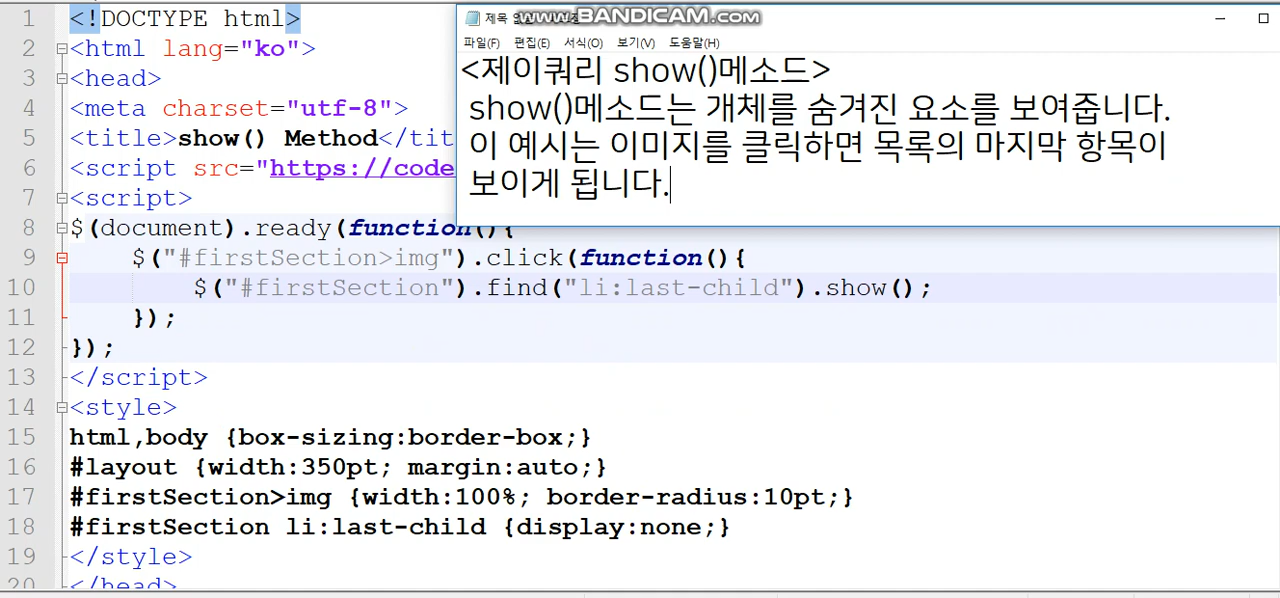 www.BANDICAM.com
제목 없
파일(F) 편집(E) 서식(O) 보기(V) 도움말(H)
<제이쿼리 show()메소드>
show()메소드는 개체를 숨겨진 요소를 보여줍니다.
이 예시는 이미지를 클릭하면 목록의 마지막 항목이
보이게 됩니다.
1 <!DOCTYPE html>
2 <html lang="ko">
3 <head>
4 <meta charset="utf-8">
5 <title>show() Method</tit
6 <script src="https://code
7 <script>
8 $(document).ready(function(){
9 $("#firstSection>img").click(function(){
10 $("#firstSection").find("li:last-child").show();
11 });
12 });
13 </script>
14 <style>
15 html,body {box-sizing:border-box;}
16 #layout {width:350pt; margin:auto;}
17 #firstSection>img {width:100%; border-radius:10pt;}
18 #firstSection li:last-child {display:none;}
19 </style>
20 </head>